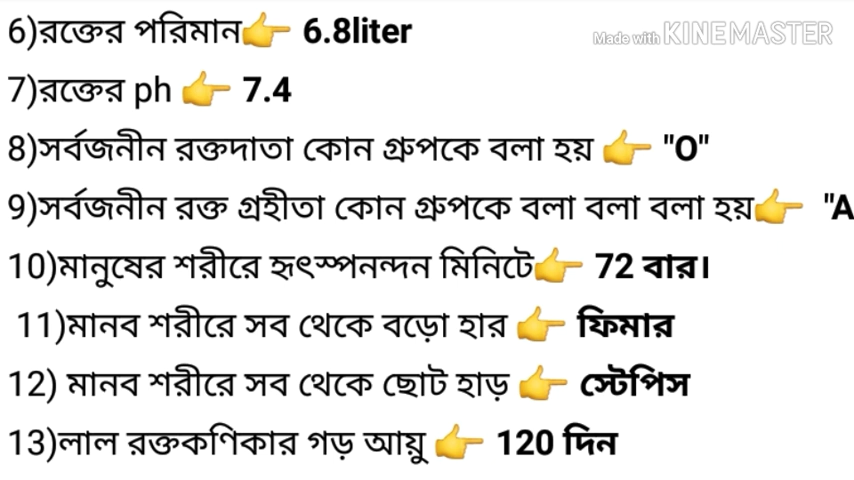 6)রক্তের পরিমান👉 6.8liter
Made with KINEMASTER
7)রক্তের ph 👉 7.4
8)সর্বজনীন রক্তদাতা কোন গ্রুপকে বলা হয় 👉 "O"
9)সর্বজনীন রক্ত গ্রহীতা কোন গ্রুপকে বলা বলা বলা হয়👉 "A
10)মানুষের শরীরে হৃৎস্পনন্দন মিনিটে👉 72 বার।
11)মানব শরীরে সব থেকে বড়ো হার 👉 ফিমার
12) মানব শরীরে সব থেকে ছোট হাড় 👉 স্টেপিস
13)লাল রক্তকণিকার গড় আয়ু 👉 120 দিন